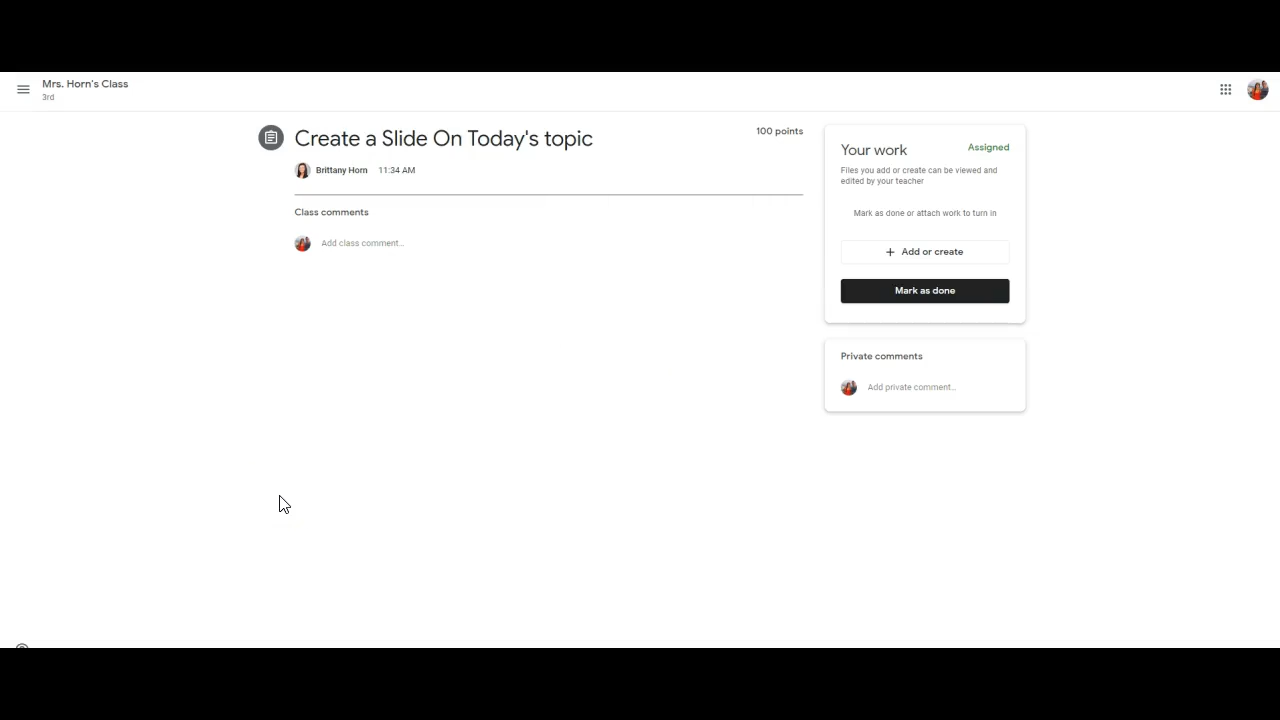 Mrs. Horn's Class
3rd
Create a Slide On Today's topic
100 points
Brittany Horn 11:34 AM
Class comments
Add class comment...
Your work
Assigned
Files you add or create can be viewed and
edited by your teacher
Mark as done or attach work to turn in
+ Add or create
Mark as done
Private comments
Add private comment...